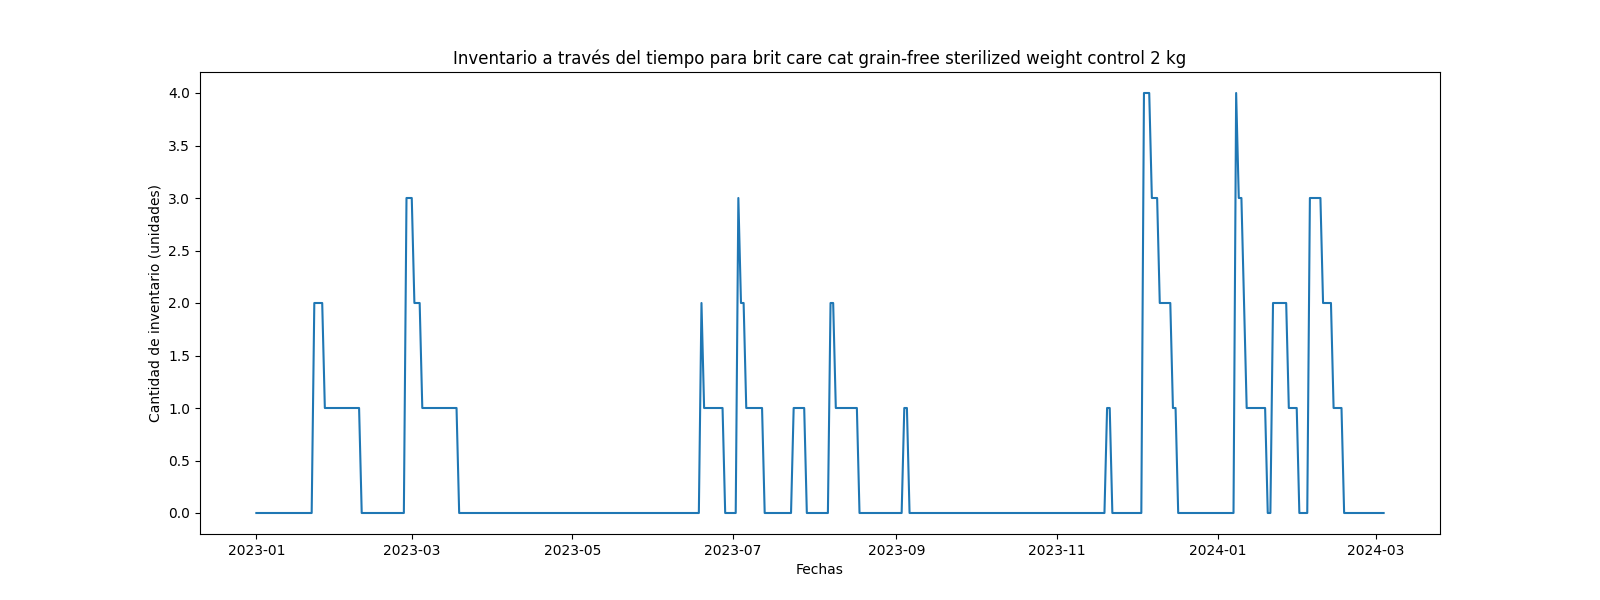 Inventario a través del tiempo para brit care cat grain-free sterilized weight control 2 kg
Cantidad de inventario (unidades)
4.0
3.5
3.0
2.5
2.0
1.5
1.0
0.5
0.0
2023-01 2023-03 2023-05 2023-07 2023-09 2023-11 2024-01 2024-03
Fechas